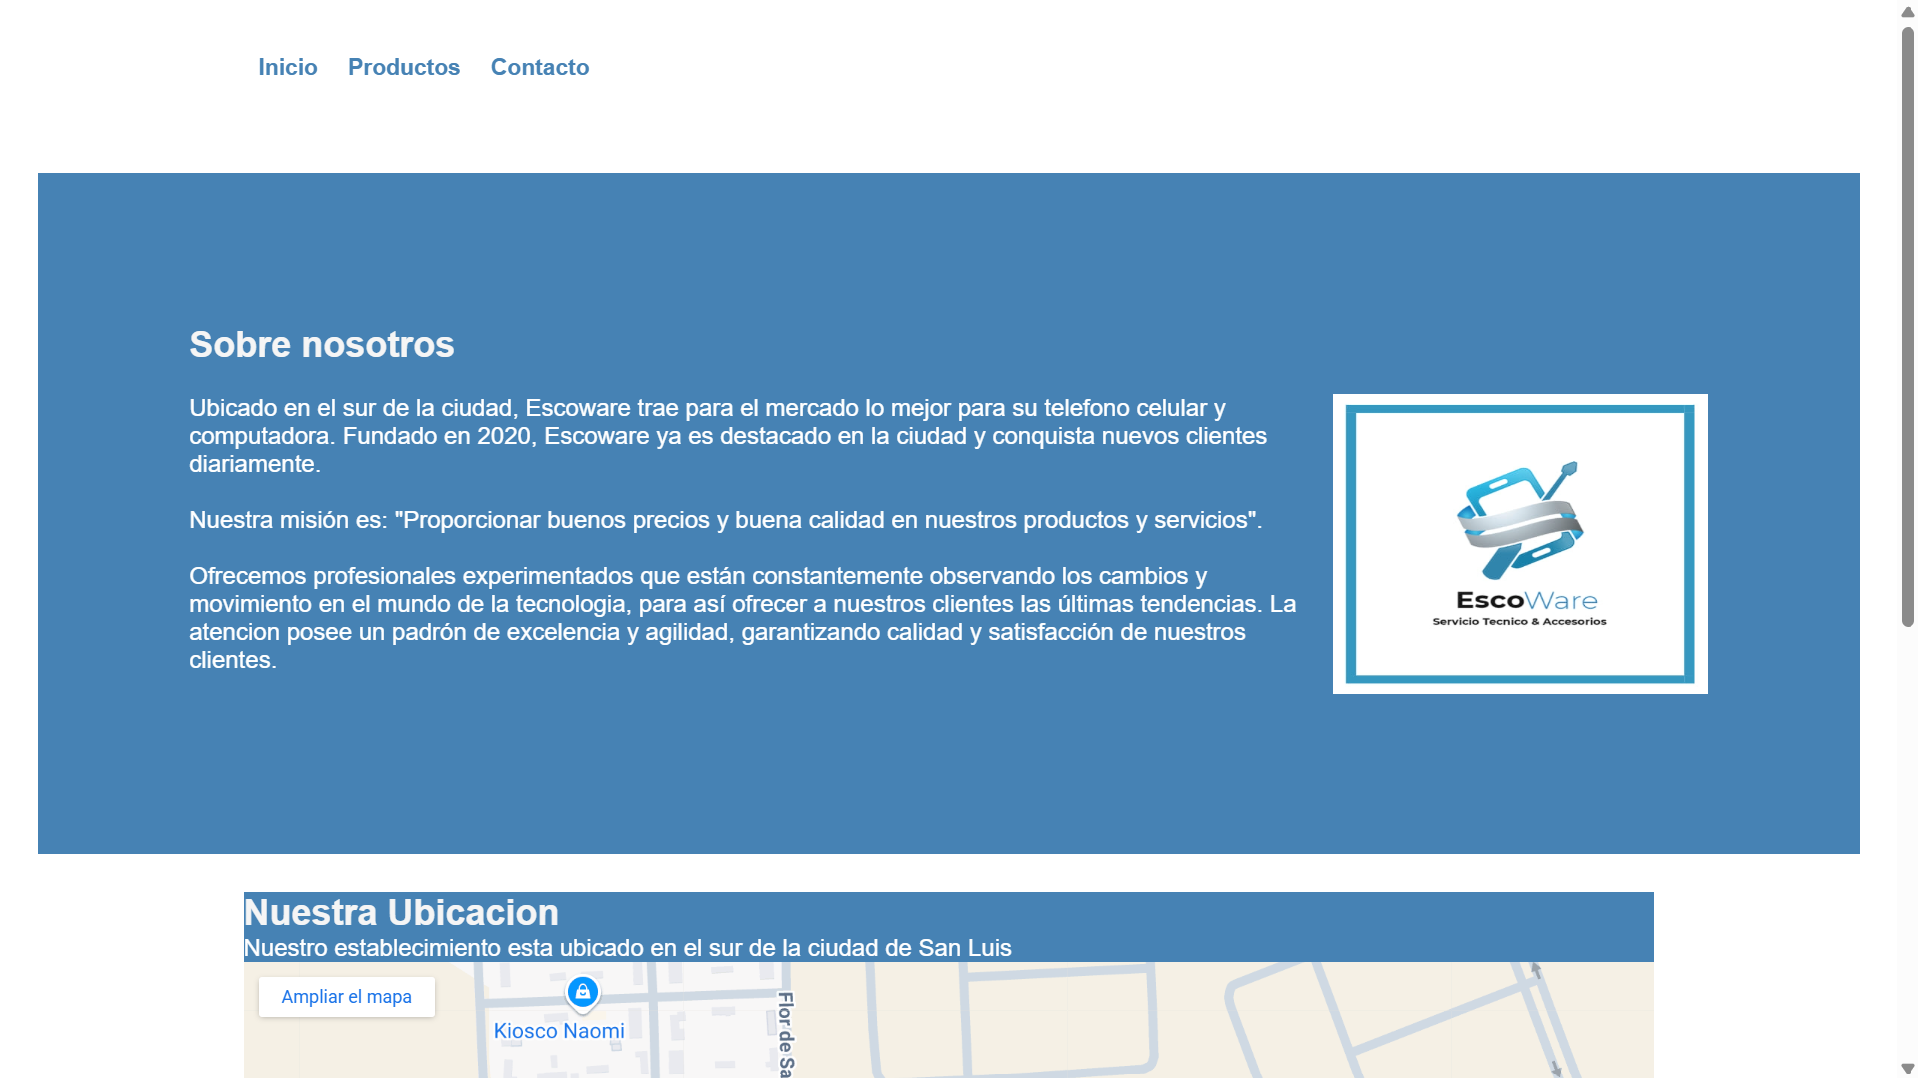 Inicio Productos Contacto
Sobre nosotros
Ubicado en el sur de la ciudad, Escoware trae para el mercado lo mejor para su telefono celular y
computadora. Fundado en 2020, Escoware ya es destacado en la ciudad y conquista nuevos clientes
diariamente.
Nuestra misión es: "Proporcionar buenos precios y buena calidad en nuestros productos y servicios".
Ofrecemos profesionales experimentados que están constantemente observando los cambios y
movimiento en el mundo de la tecnologia, para así ofrecer a nuestros clientes las últimas tendencias. La
atencion posee un padrón de excelencia y agilidad, garantizando calidad y satisfacción de nuestros
clientes.
EscoWare
Servicio Tecnico & Accesorios
Nuestra Ubicacion
Nuestro establecimiento esta ubicado en el sur de la ciudad de San Luis
Ampliar el mapa
Kiosco Naomi
Flor de Sa